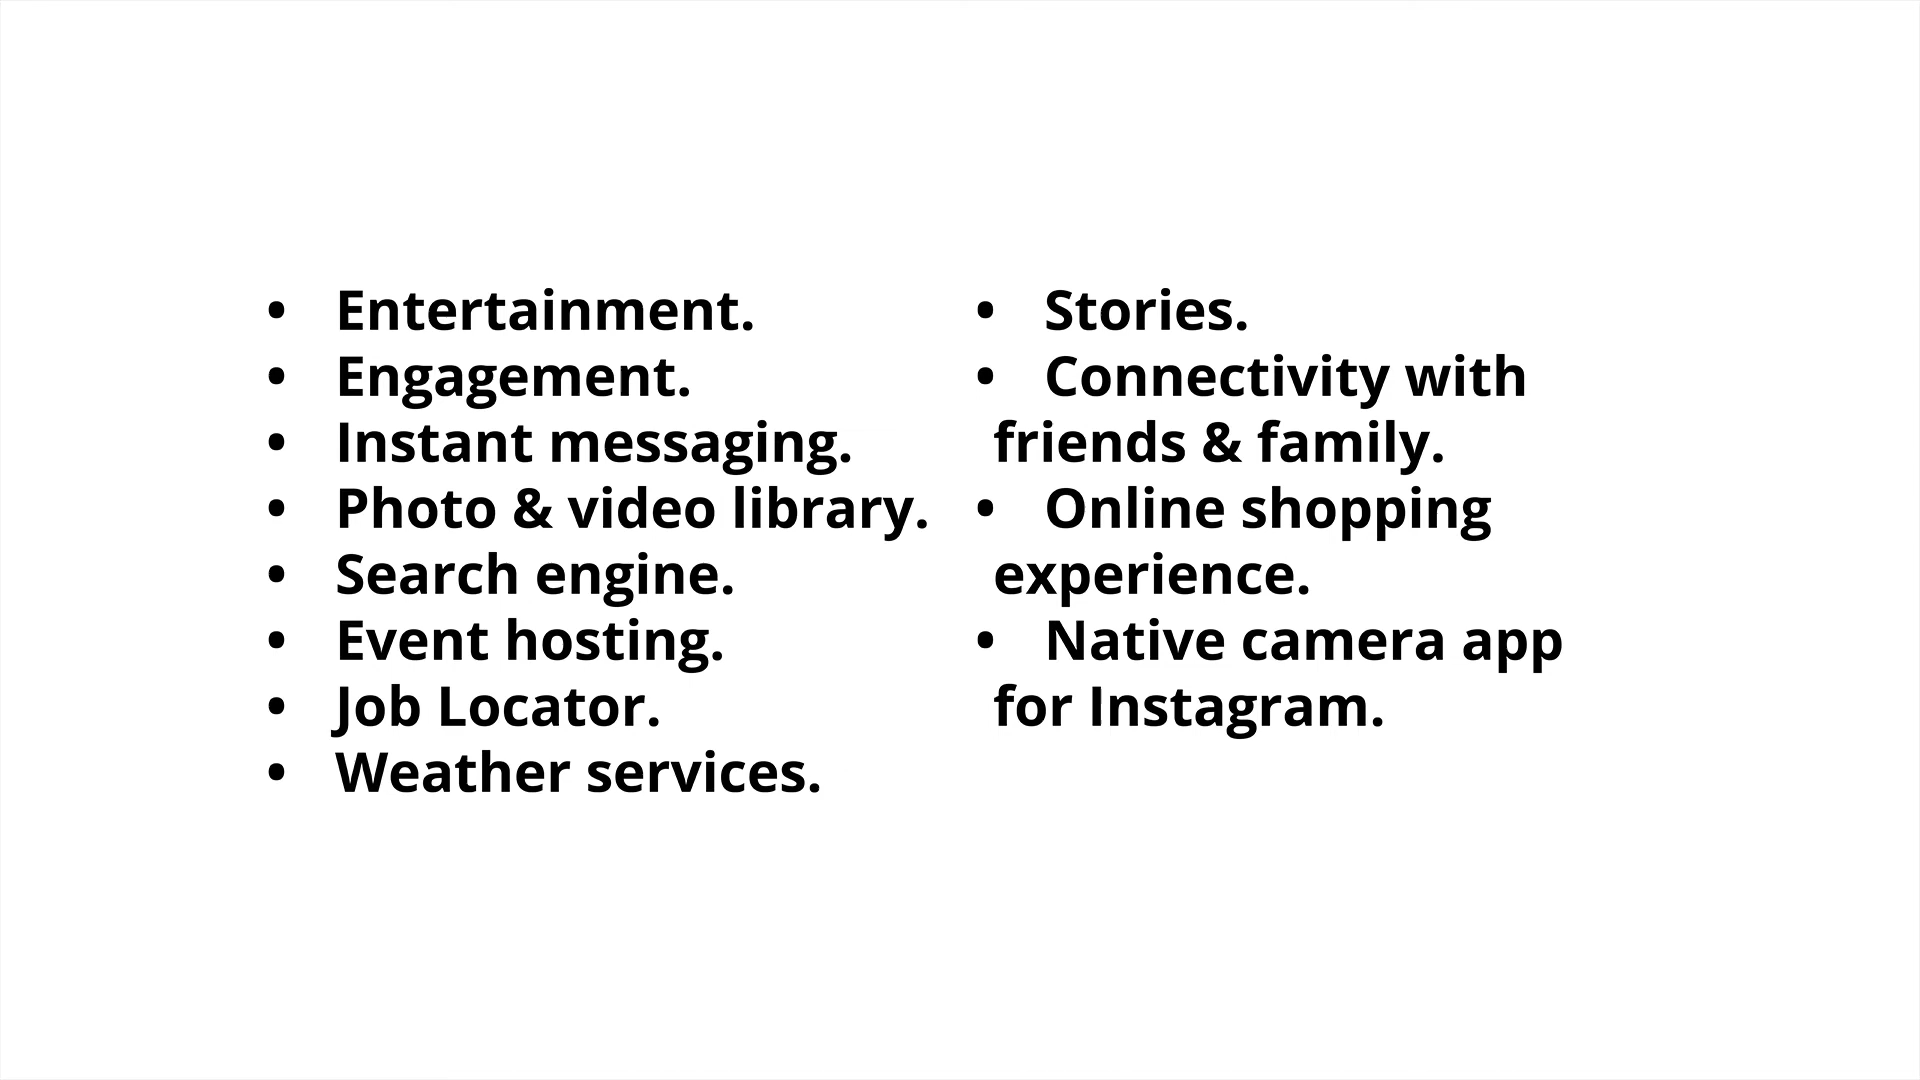 • Entertainment.
• Engagement.
• Instant messaging.
• Photo & video library.
• Search engine.
• Event hosting.
• Job Locator.
• Weather services.
• Stories.
• Connectivity with
friends & family.
• Online shopping
experience.
• Native camera app
for Instagram.